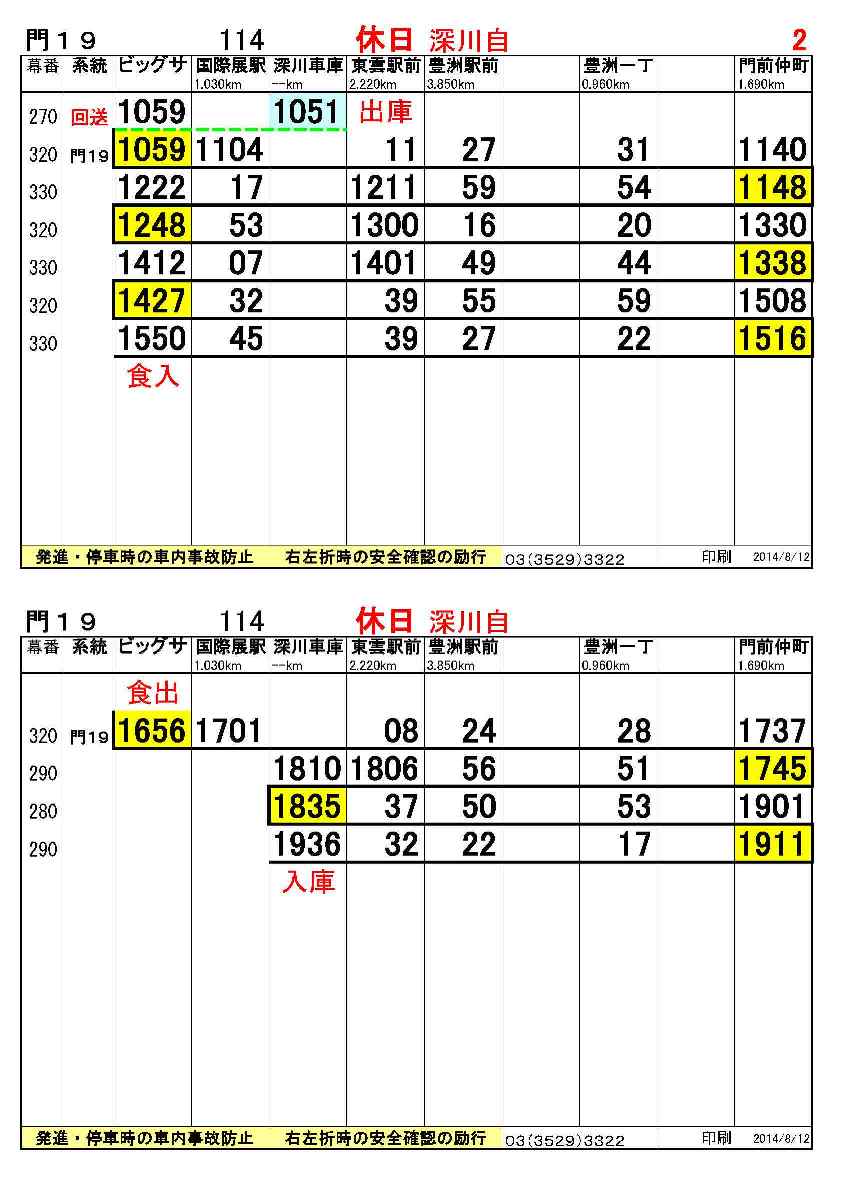 門１９ 114 休日 深川自 2
幕番 系統 ビッグサ 国際展駅 深川車庫 東雲駅前 豊洲駅前 豊洲一丁 門前仲町
1.030km --km 2.220km 3.850km 0.960km 1.690km
270 回送 1059 1051 出庫
320 門19 1059 1104 11 27 31 1140
330 1222 17 1211 59 54 1148
320 1248 53 1300 16 20 1330
330 1412 07 1401 49 44 1338
320 1427 32 39 55 59 1508
330 1550 45 39 27 22 1516
食入
発進・停車時の車内事故防止 右左折時の安全確認の励行 03(3529)3322 印刷 2014/8/12
門１９ 114 休日 深川自
幕番 系統 ビッグサ 国際展駅 深川車庫 東雲駅前 豊洲駅前 豊洲一丁 門前仲町
1.030km --km 2.220km 3.850km 0.960km 1.690km
食出
320 門19 1656 1701 08 24 28 1737
290 1810 1806 56 51 1745
280 1835 37 50 53 1901
290 1936 32 22 17 1911
入庫
発進・停車時の車内事故防止 右左折時の安全確認の励行 03(3529)3322 印刷 2014/8/12